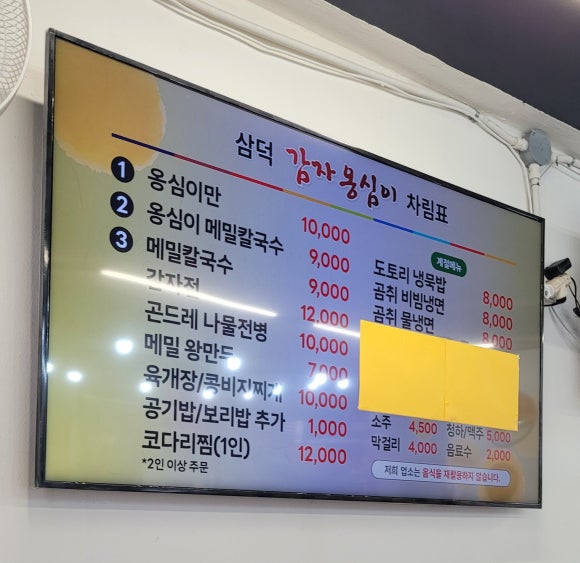 삼덕 감자옹심이 차림표
1 옹심이만 10,000
2 옹심이 메밀칼국수 9,000
3 메밀칼국수 9,000
감자전 12,000
곤드레 나물전병 10,000
메밀 왕만두 7,000
육개장/콩비지찌개 10,000
공기밥/보리밥 추가 1,000
코다리찜(1인) 12,000
*2인 이상 주문
계절메뉴
도토리 냉묵밥 8,000
곰취 비빔냉면 8,000
곰취 물냉면 8,000
소주 4,500 청하/맥주 5,000
막걸리 4,000 음료수 2,000
저희 업소는 음식물 재활용하지 않습니다.